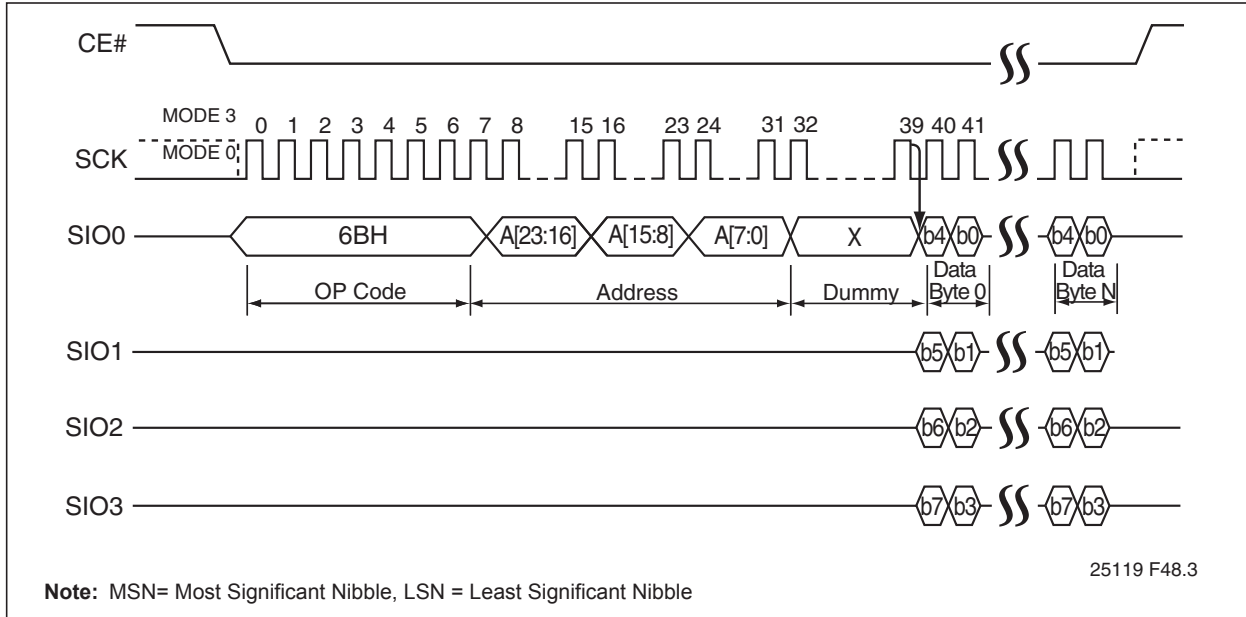 CE#
MODE 3
0 1 2 3 4 5 6 7 8 15 16 23 24 31 32 39 40 41
SCK
MODE 0
SIO0 6BH A[23:16] A[15:8] A[7:0] X b4 b0 b4 b0
OP Code Address Dummy Data Byte 0 Data Byte N
SIO1 b5 b1 b5 b1
SIO2 b6 b2 b6 b2
SIO3 b7 b3 b7 b3
25119 F48.3
Note: MSN= Most Significant Nibble, LSN = Least Significant Nibble